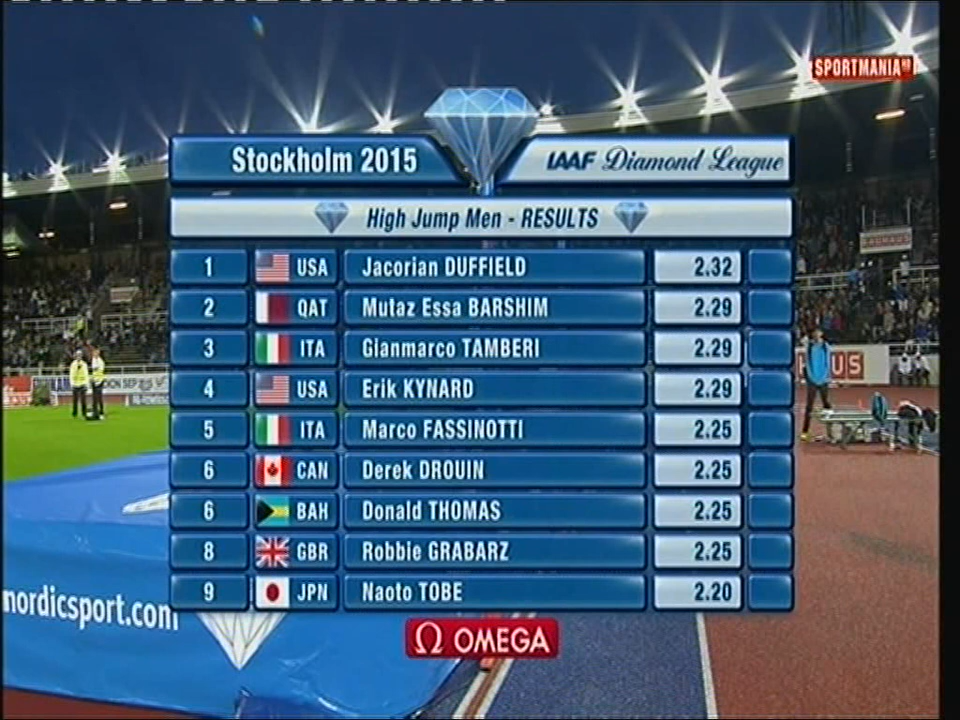 SPORTMANIA
Stockholm 2015
IAAF Diamond League
High Jump Men - RESULTS
1 USA Jacorian DUFFIELD 2.32
2 QAT Mutaz Essa BARSHIM 2.29
3 ITA Gianmarco TAMBERI 2.29
4 USA Erik KYNARD 2.29
5 ITA Marco FASSINOTTI 2.25
6 CAN Derek DROUIN 2.25
6 BAH Donald THOMAS 2.25
8 GBR Robbie GRABARZ 2.25
9 JPN Naoto TOBE 2.20
nordicsport.com
Ω OMEGA
BAUHAUS